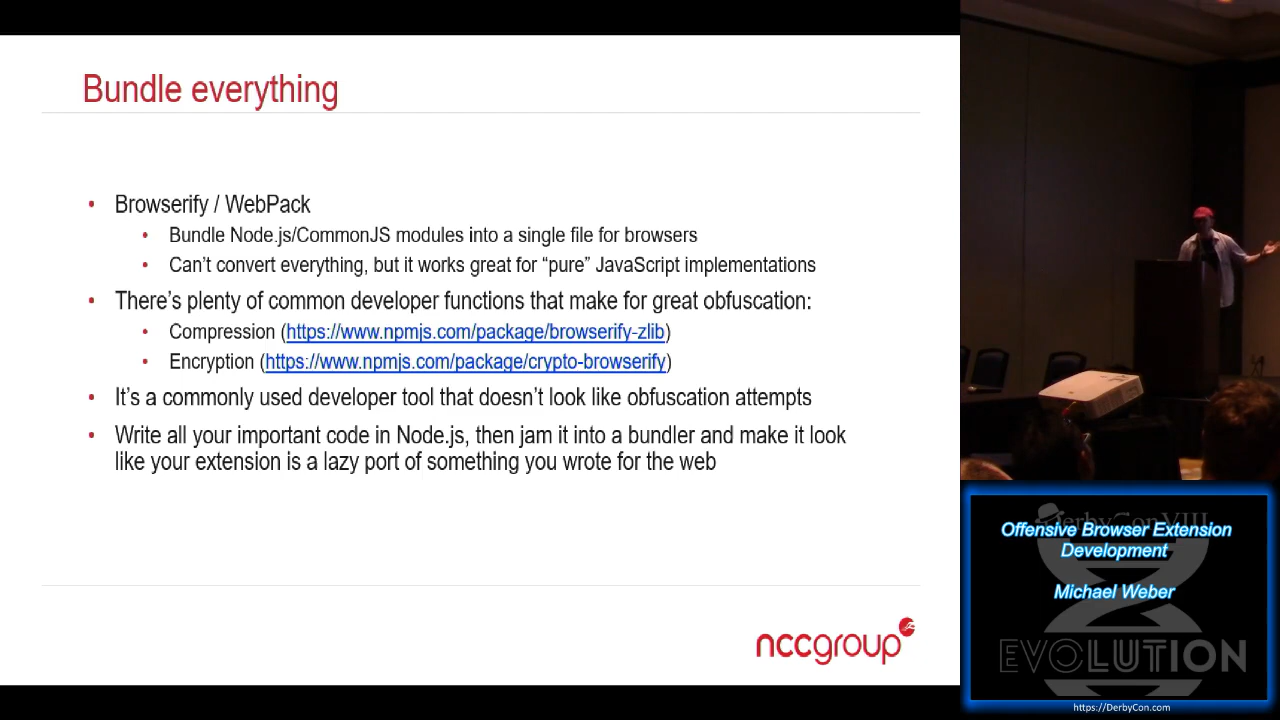 Bundle everything
Browserify / WebPack
Bundle Node.js/CommonJS modules into a single file for browsers
Can't convert everything, but it works great for “pure” JavaScript implementations
There's plenty of common developer functions that make for great obfuscation:
Compression (https://www.npmjs.com/package/browserify-zlib)
Encryption (https://www.npmjs.com/package/crypto-browserify)
It's a commonly used developer tool that doesn't look like obfuscation attempts
Write all your important code in Node.js, then jam it into a bundler and make it look
like your extension is a lazy port of something you wrote for the web
nccgroup
DerbyCon VIII
Offensive Browser Extension
Development
Michael Weber
EVOLUTION
https://DerbyCon.com